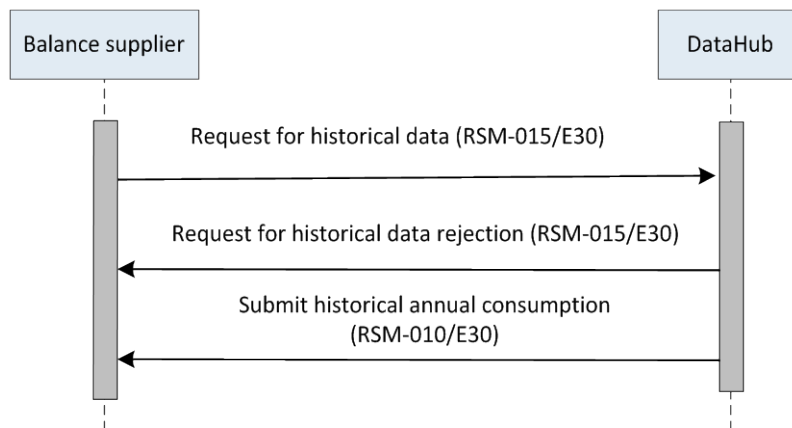 Balance supplier
DataHub
Request for historical data (RSM-015/E30)
Request for historical data rejection (RSM-015/E30)
Submit historical annual consumption
(RSM-010/E30)